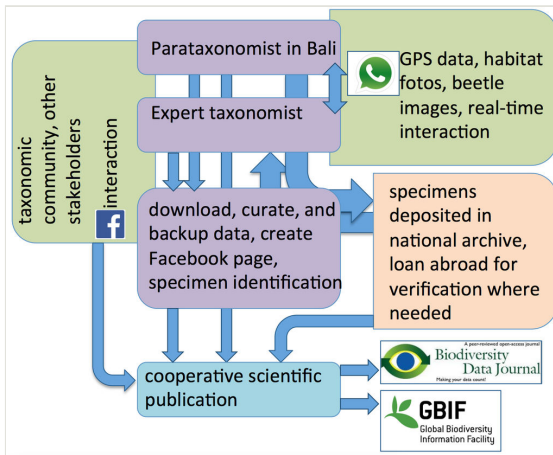 Parataxonomist in Bali
Expert taxonomist
GPS data, habitat
fotos, beetle
images, real-time
interaction
taxonomic
community, other
stakeholders
interaction
download, curate, and
backup data, create
Facebook page,
specimen identification
specimens
deposited in
national archive,
loan abroad for
verification where
needed
cooperative scientific
publication
A peer-reviewed open-access journal
Biodiversity
Data Journal
Making your data count!
GBIF
Global Biodiversity
Information Facility